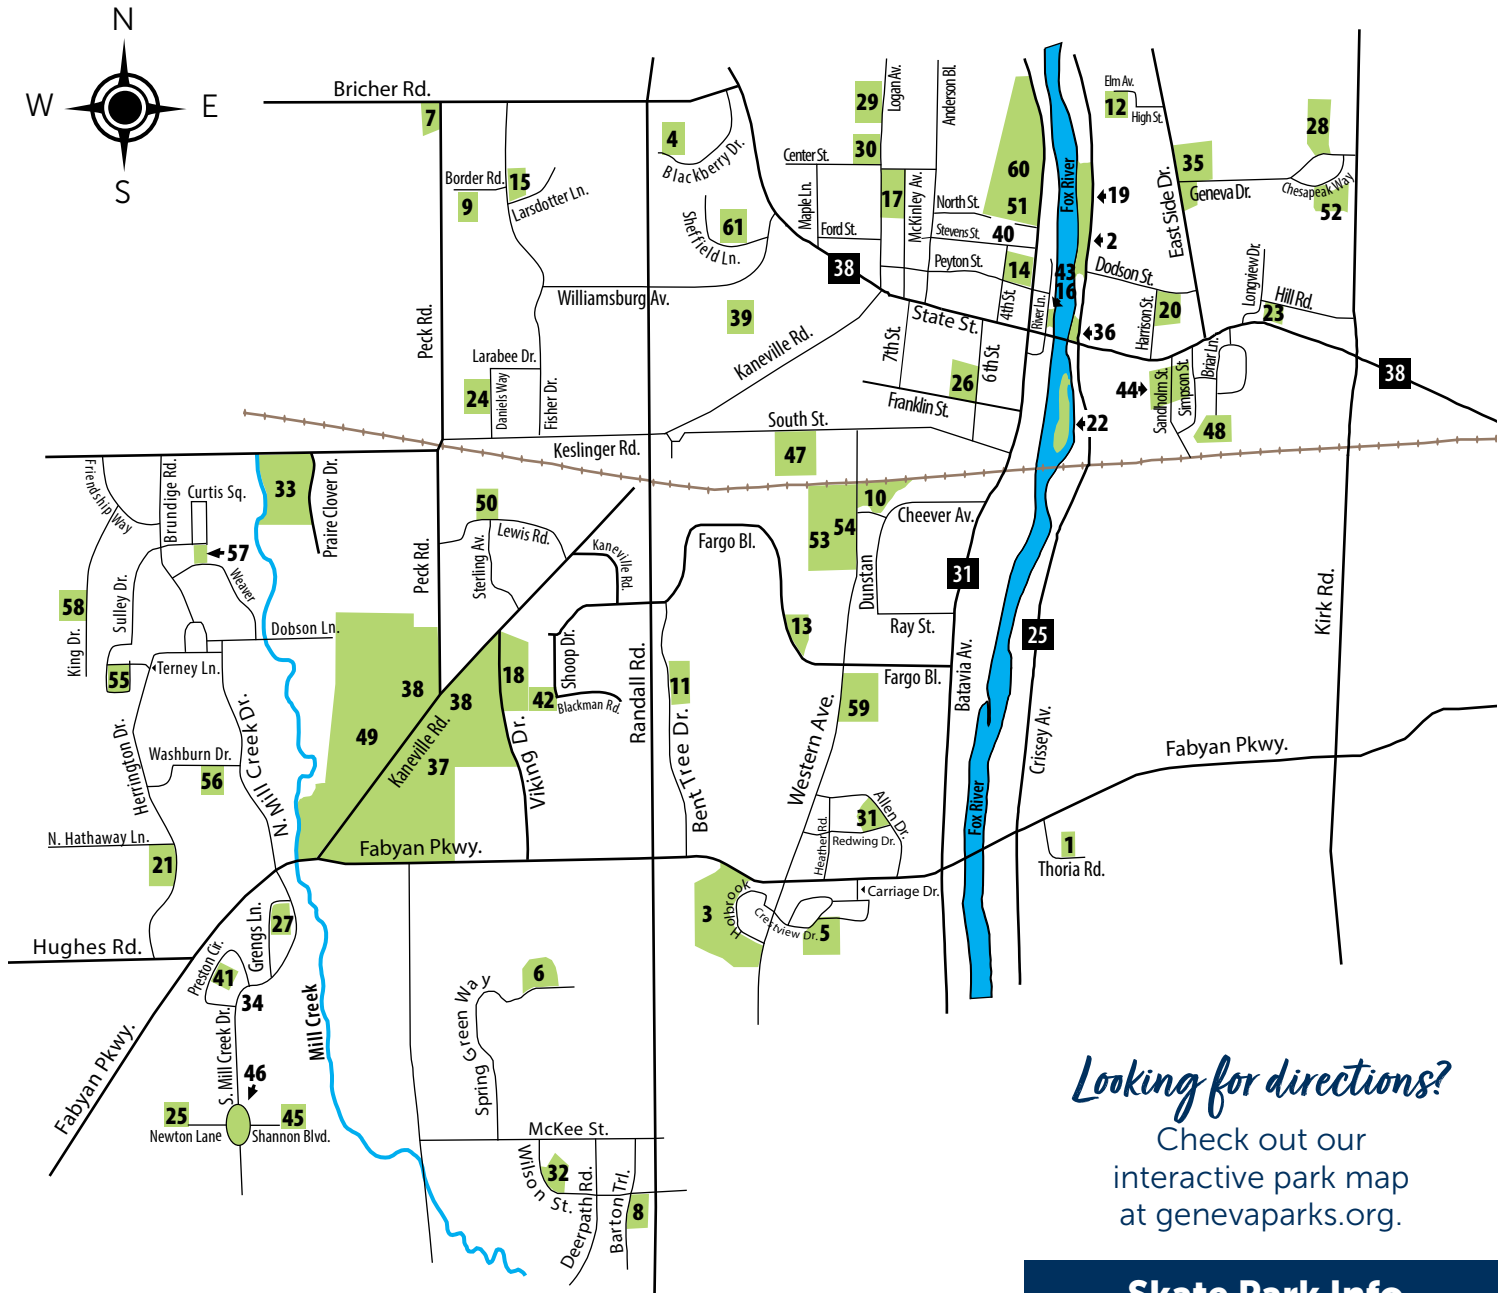 N
W
E
S
Bricher Rd.
7
Border Rd.
15
9
Larsdotter Ln.
4
Blackberry Dr.
61
Sheffield Ln.
Williamsburg Av.
39
Kaneville Rd.
Peck Rd.
Larabee Dr.
24
Daniels Way
Fisher Dr.
Keslinger Rd.
29
Logan Av.
30
Center St.
Maple Ln.
Ford St.
17
McKinley Av.
Anderson Bl.
North St.
Stevens St.
40
Peyton St.
14
4th St.
River Ln.
60
51
Fox River
43
16
19
2
36
38
State St.
7th St.
6th St.
26
Franklin St.
South St.
47
Elm Av.
12
High St.
35
East Side Dr.
Geneva Dr.
28
Chesapeak Way
52
Dodson St.
Harrison St.
20
Longview Dr.
Hill Rd.
23
44
Sandholm St.
Simpson St.
Briar Ln.
48
22
38
Kirk Rd.
Friendship Way
Brundige Rd.
Curtis Sq.
33
Praire Clover Dr.
57
Weaver
58
King Dr.
Sulley Dr.
Dobson Ln.
55
Terney Ln.
Herrington Dr.
Washburn Dr.
56
N. Mill Creek Dr.
N. Hathaway Ln.
21
Hughes Rd.
Peck Rd.
50
Lewis Rd.
Sterling Av.
Kaneville Rd.
38
38
49
37
Kaneville Rd.
18
42
Shoop Dr.
Blackman Rd.
Viking Dr.
Randall Rd.
11
Bent Tree Dr.
Fabyan Pkwy.
Fargo Bl.
13
53
54
10
Dunstan
Cheever Av.
Ray St.
Fargo Bl.
59
Western Ave.
31
Batavia Av.
25
Crissey Av.
Fox River
Fabyan Pkwy.
31
Allen Dr.
Heather Rd.
Redwing Dr.
Carriage Dr.
1
Thoria Rd.
3
Holbrook
Crestview Dr.
5
27
Grengs Ln.
Preston Cir.
41
34
S. Mill Creek Dr.
Mill Creek
46
Fabyan Pkwy.
25
Newton Lane
45
Shannon Blvd.
6
Spring Green Way
McKee St.
Wilson St.
32
Deerpath Rd.
Barton Trl.
8
Looking for directions?
Check out our
interactive park map
at genevaparks.org.
Skate Park Info